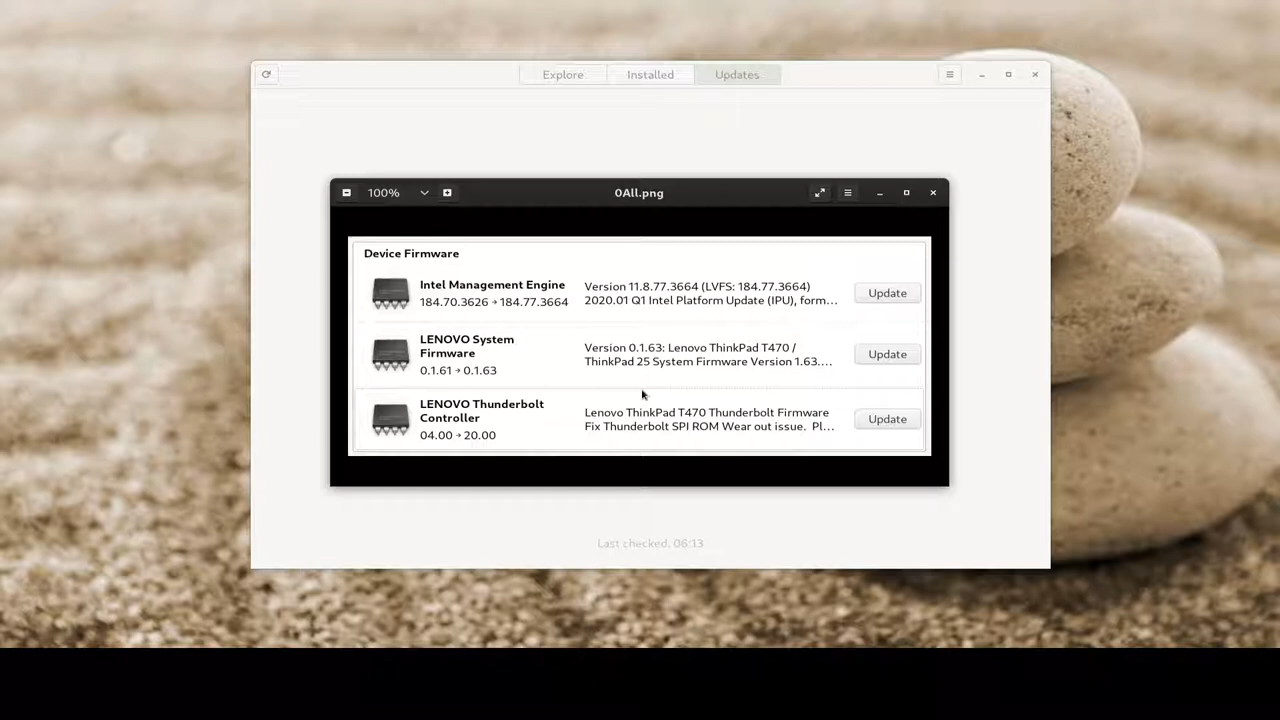 Explore Installed Updates
100% 0All.png
Device Firmware
Intel Management Engine
184.70.3626 → 184.77.3664
Version 11.8.77.3664 (LVFS: 184.77.3664)
2020.01 Q1 Intel Platform Update (IPU), form...
Update
LENOVO System
Firmware
0.1.61 → 0.1.63
Version 0.1.63: Lenovo ThinkPad T470 /
ThinkPad 25 System Firmware Version 1.63....
Update
LENOVO Thunderbolt
Controller
04.00 → 20.00
Lenovo ThinkPad T470 Thunderbolt Firmware
Fix Thunderbolt SPI ROM Wear out issue. Pl...
Update
Last checked: 06:13